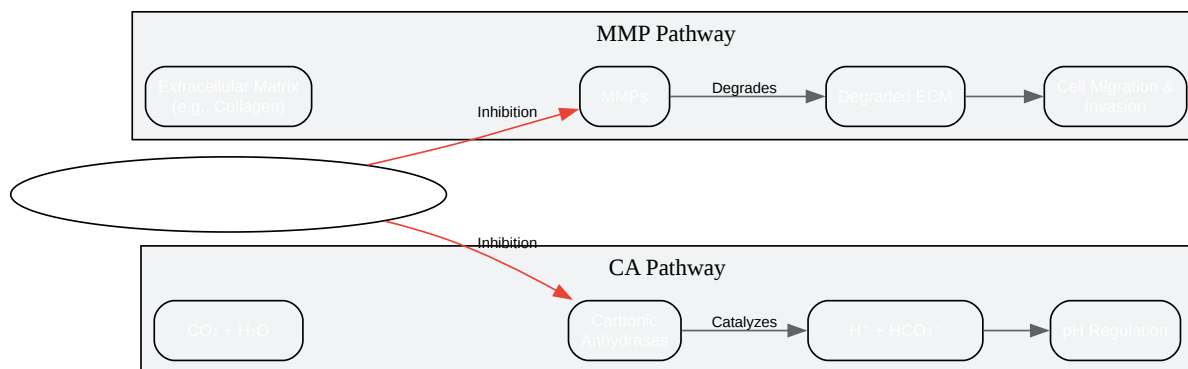 MMP Pathway
Extracellular Matrix
(e.g., Collagen)
MMPs
Degrades
Degraded ECM
Cell Migration &
Invasion
Inhibition
Inhibition
CA Pathway
CO₂ + H₂O
Carbonic
Anhydrases
Catalyzes
H⁺ + HCO₃⁻
pH Regulation